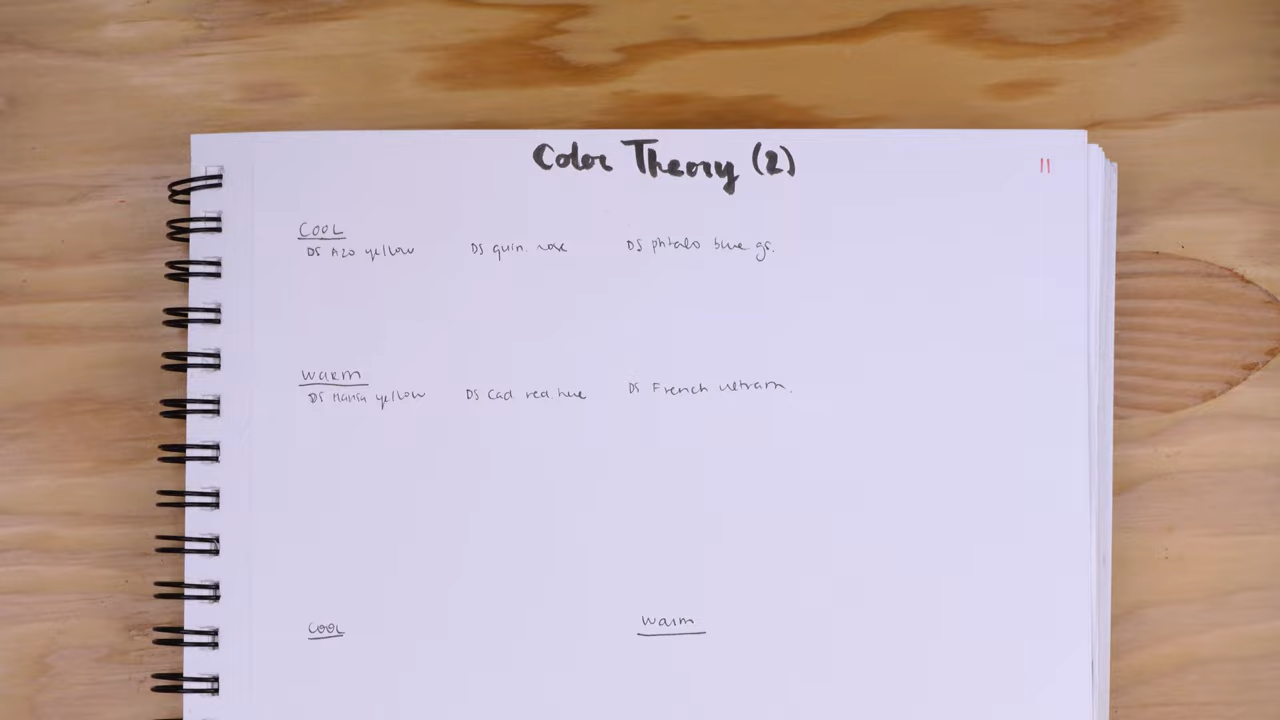 Color Theory (2)
11
COOL
DS Azo yellow DS quin. rose DS phtalo blue gs.
WARM
DS Hansa yellow DS Cad red. hue DS French ultram.
COOL Warm